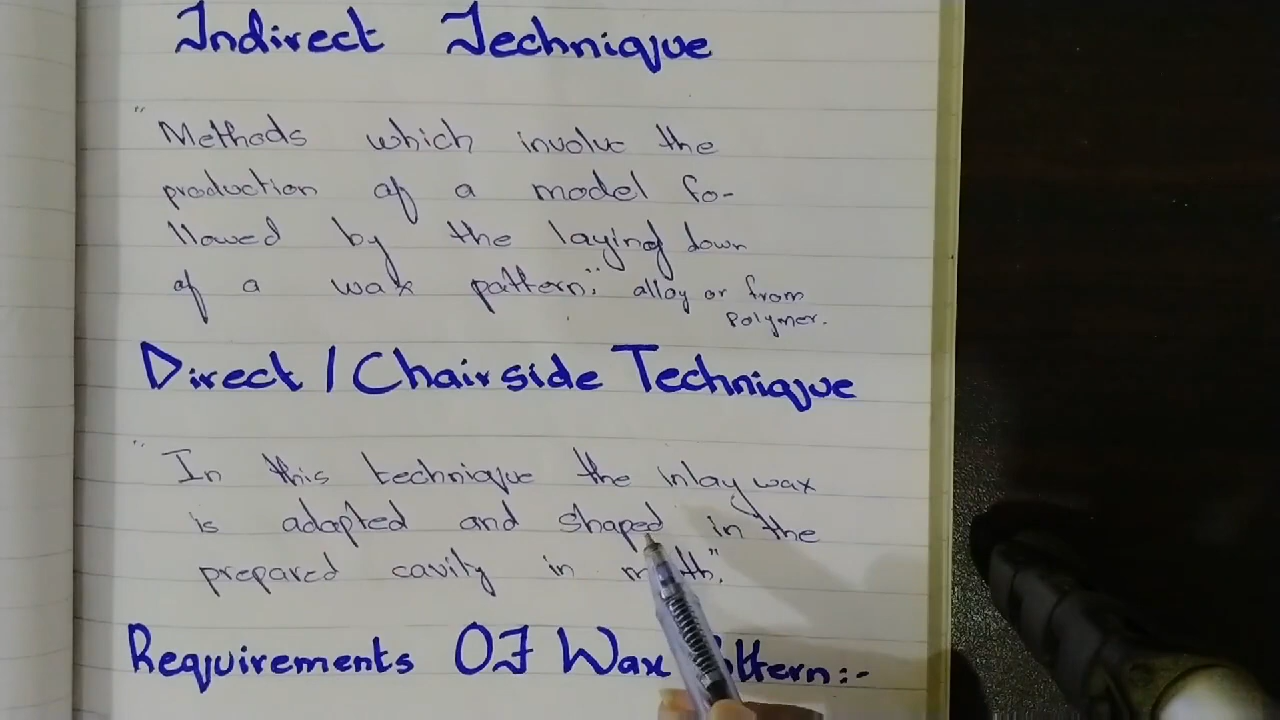 Indirect Technique
"Methods which involve the
production of a model fo-
llowed by the laying down
of a wax pattern." alloy or from
Polymer.
Direct / Chairside Technique
"In this technique the inlay wax
is adapted and shaped in the
prepared cavity in
Requirements Of Wax